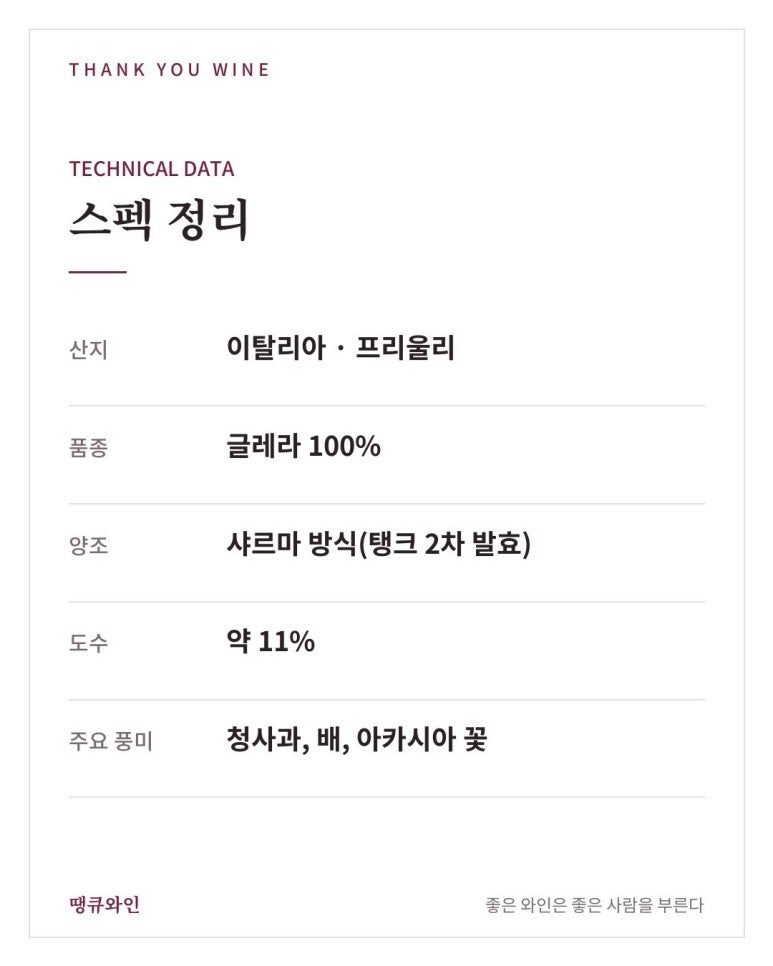 THANK YOU WINE
TECHNICAL DATA
스펙 정리
산지 이탈리아 · 프리울리
품종 글레라 100%
양조 샤르마 방식(탱크 2차 발효)
도수 약 11%
주요 풍미 청사과, 배, 아카시아 꽃
땡큐와인 좋은 와인은 좋은 사람을 부른다